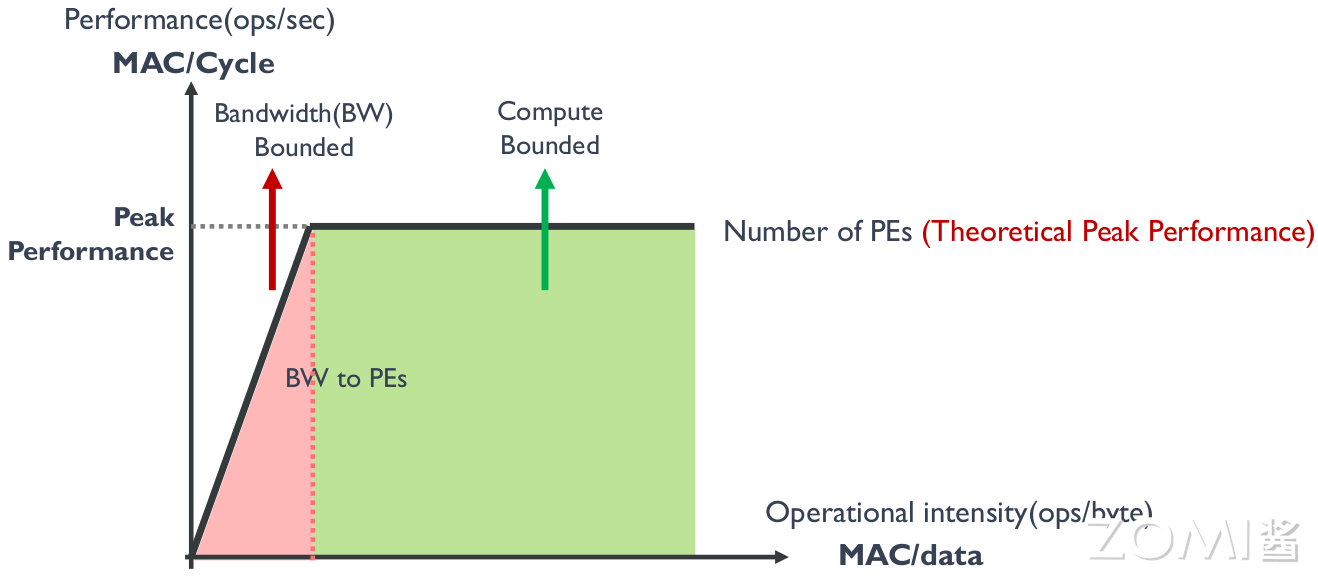 Performance(ops/sec)
MAC/Cycle
Bandwidth(BW)
Bounded
Compute
Bounded
Peak
Performance
Number of PEs (Theoretical Peak Performance)
BW to PEs
Operational intensity(ops/byte)
MAC/data
ZOMI酱